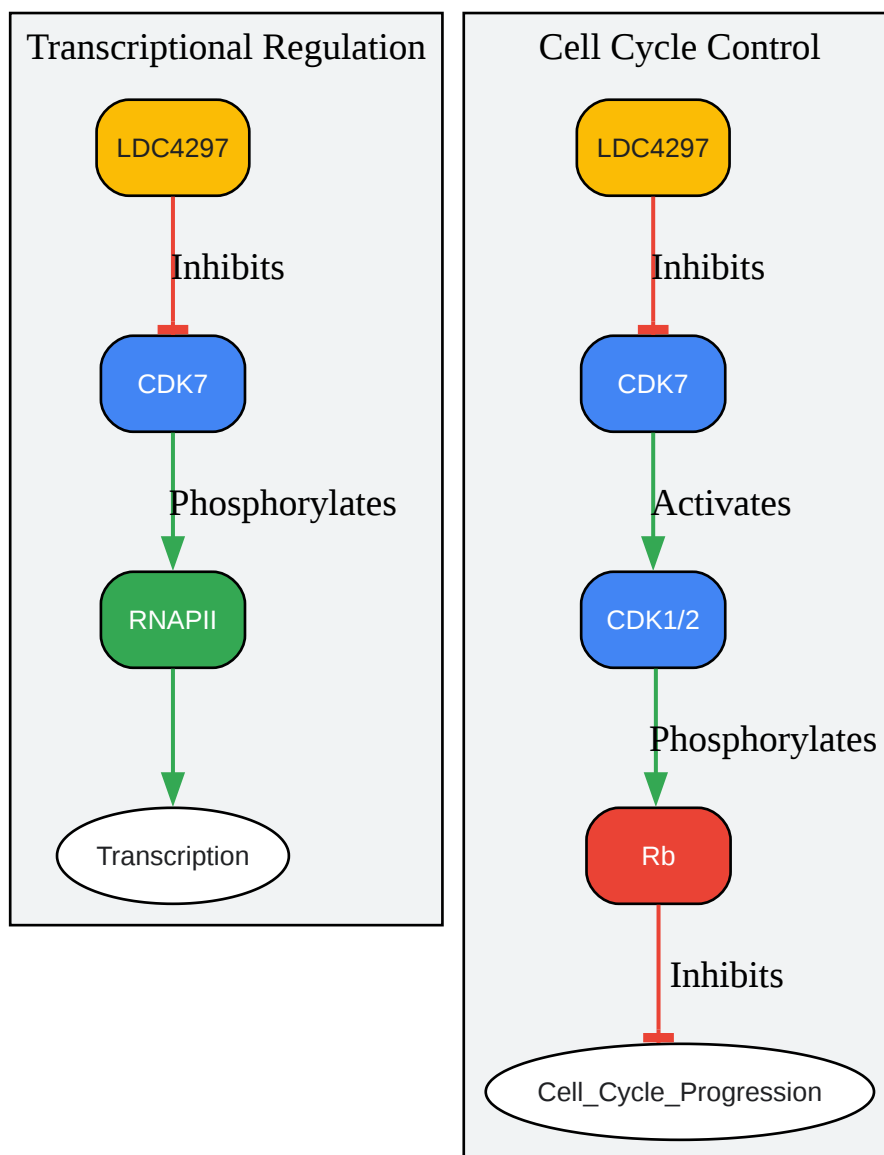 Transcriptional Regulation
LDC4297
Inhibits
CDK7
Phosphorylates
RNAPII
Transcription
Cell Cycle Control
LDC4297
Inhibits
CDK7
Activates
CDK1/2
Phosphorylates
Rb
Inhibits
Cell_Cycle_Progression